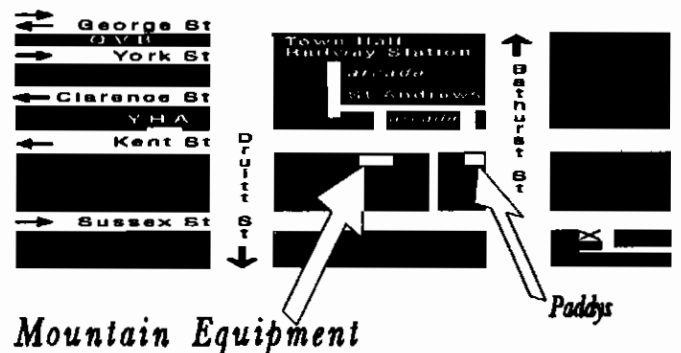 George St
QVB
York St
Clarence St
YHA
Kent St
Sussex St
Druitt St
Town Hall
Railway Station
arcade
St Andrews
arcade
Bathurst St
Mountain Equipment
Paddys